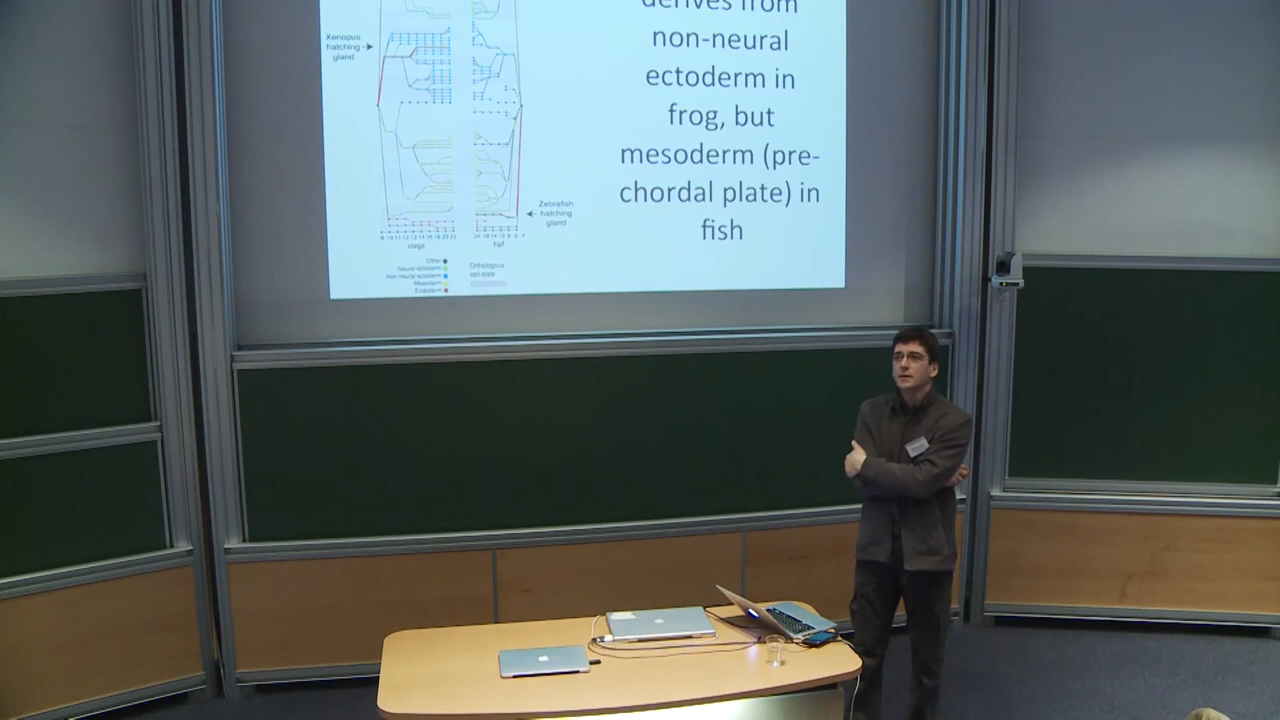 derives from
non-neural
ectoderm in
frog, but
mesoderm (pre-
chordal plate) in
fish
Xenopus
hatching
gland
Zebrafish
hatching
gland
stage
hpf
Other
Neural ectoderm
Non neural ectoderm
Mesoderm
Endoderm
Orthologous
cell state